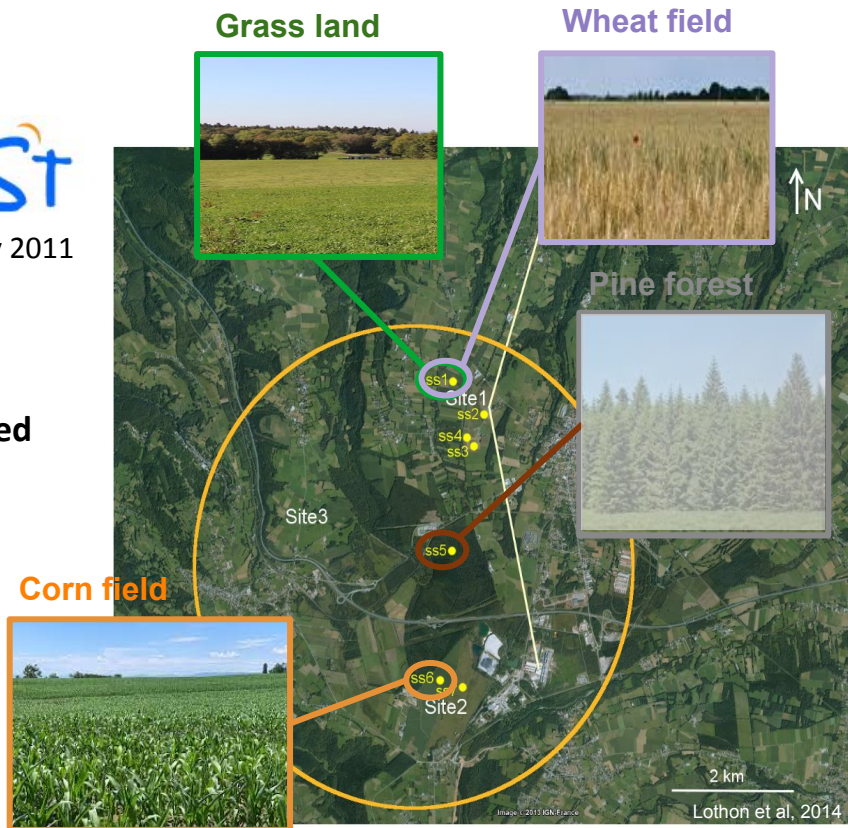 Grass land
Wheat field
St
2011
N
Pine forest
ss1
Site1
ss2
ss4
ss3
ed
Site3
ss5
Corn field
ss6
Site2
2 km
Image © 2013 IGN-France
Lothon et al, 2014